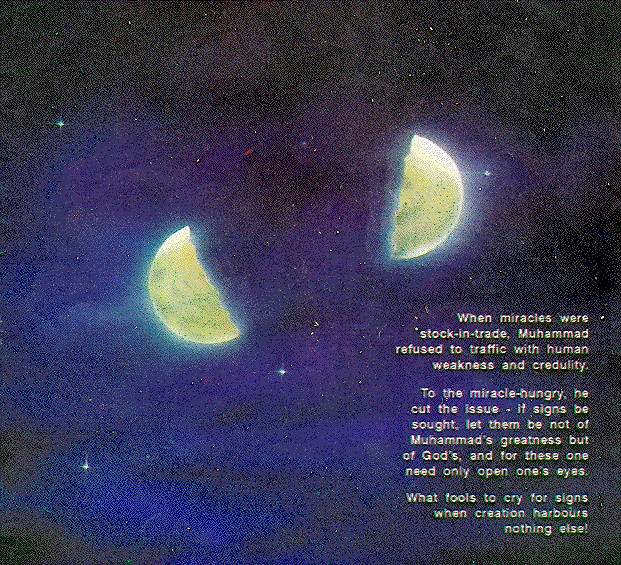 When miracles were
stock-in-trade, Muhammad
refused to traffic with human
weakness and credulity.
To the miracle-hungry, he
cut the issue - if signs be
sought, let them be not of
Muhammad's greatness but
of God's, and for these one
need only open one's eyes.
What fools to cry for signs
when creation harbours
nothing else!